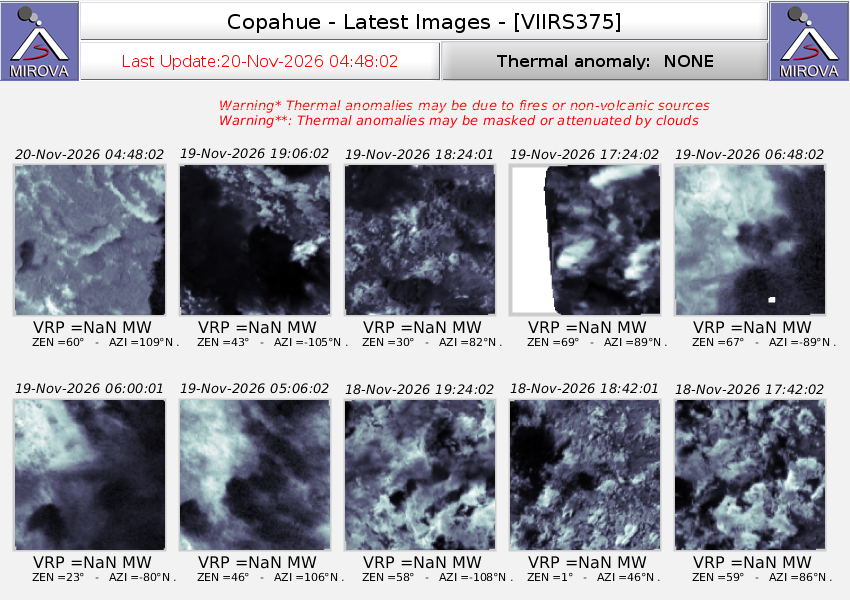 Copahue - Latest Images - [VIIRS375]
MIROVA
Last Update:20-Nov-2026 04:48:02
Thermal anomaly: NONE
MIROVA
Warning* Thermal anomalies may be due to fires or non-volcanic sources
Warning**: Thermal anomalies may be masked or attenuated by clouds
20-Nov-2026 04:48:02 19-Nov-2026 19:06:02 19-Nov-2026 18:24:01 19-Nov-2026 17:24:02 19-Nov-2026 06:48:02
VRP =NaN MW VRP =NaN MW VRP =NaN MW VRP =NaN MW VRP =NaN MW
ZEN =60° - AZI =109°N . ZEN =43° - AZI =-105°N . ZEN =30° - AZI =82°N . ZEN =69° - AZI =89°N . ZEN =67° - AZI =-89°N .
19-Nov-2026 06:00:01 19-Nov-2026 05:06:02 18-Nov-2026 19:24:02 18-Nov-2026 18:42:01 18-Nov-2026 17:42:02
VRP =NaN MW VRP =NaN MW VRP =NaN MW VRP =NaN MW VRP =NaN MW
ZEN =23° - AZI =-80°N . ZEN =46° - AZI =106°N . ZEN =58° - AZI =-108°N . ZEN =1° - AZI =46°N . ZEN =59° - AZI =86°N .